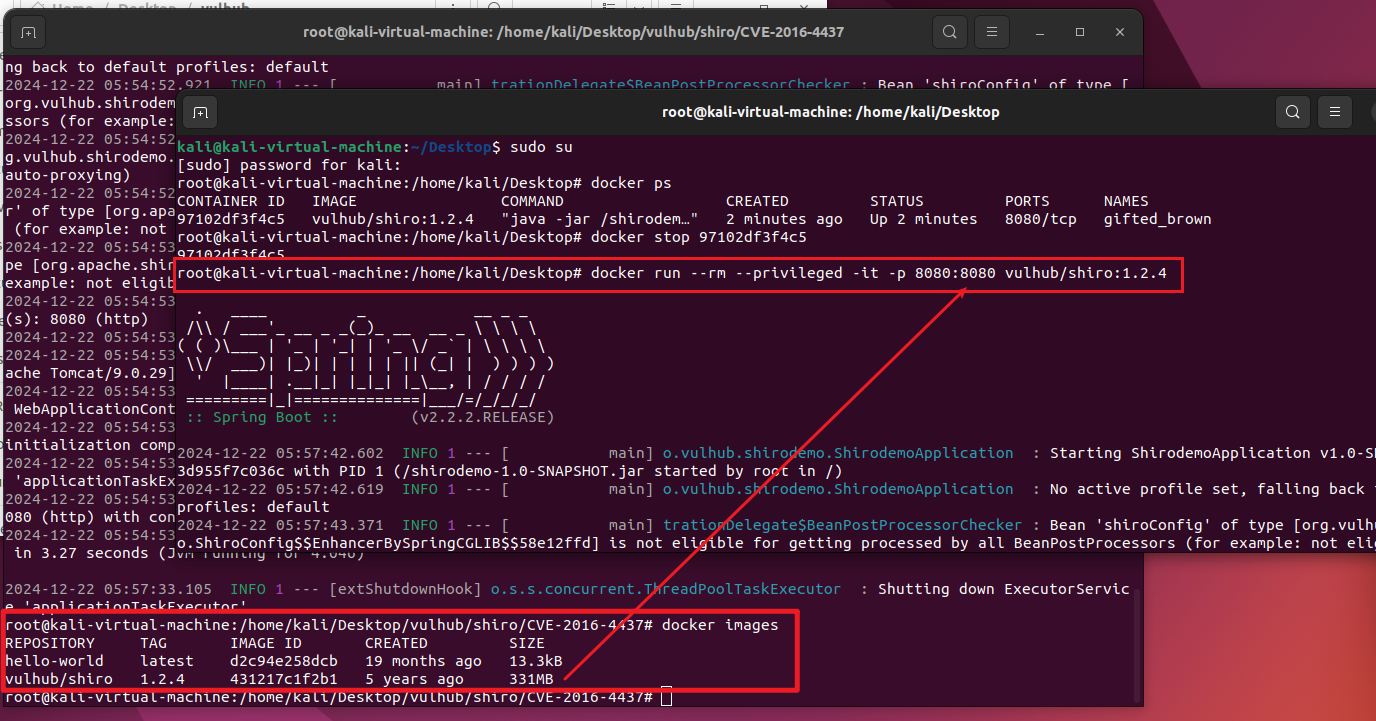 Home / Desktop / vulhub
root@kali-virtual-machine: /home/kali/Desktop/vulhub/shiro/CVE-2016-4437
ng back to default profiles: default
2024-12-22 05:54:52.921  INFO 1 --- [           main] trationDelegate$BeanPostProcessorChecker : Bean 'shiroConfig' of type [
org.vulhub.shirodem
ssors (for example:
2024-12-22 05:54:52
g.vulhub.shirodemo.
auto-proxying)
2024-12-22 05:54:52
r' of type [org.apa
(for example: not
2024-12-22 05:54:53
pe [org.apache.shir
example: not eligib
2024-12-22 05:54:53
(s): 8080 (http)
2024-12-22 05:54:53
2024-12-22 05:54:53
ache Tomcat/9.0.29]
2024-12-22 05:54:53
WebApplicationCont
2024-12-22 05:54:53
initialization comp
2024-12-22 05:54:53
'applicationTaskEx
2024-12-22 05:54:53
080 (http) with con
in 3.27 seconds (JVM running for 4.046)
2024-12-22 05:57:33.105  INFO 1 --- [extShutdownHook] o.s.s.concurrent.ThreadPoolTaskExecutor  : Shutting down ExecutorServic
e 'applicationTaskExecutor'
root@kali-virtual-machine:/home/kali/Desktop/vulhub/shiro/CVE-2016-4437# docker images
REPOSITORY     TAG       IMAGE ID       CREATED         SIZE
hello-world    latest    d2c94e258dcb   19 months ago   13.3kB
vulhub/shiro   1.2.4     431217c1f2b1   5 years ago     331MB
root@kali-virtual-machine:/home/kali/Desktop/vulhub/shiro/CVE-2016-4437#
root@kali-virtual-machine: /home/kali/Desktop
kali@kali-virtual-machine:~/Desktop$ sudo su
[sudo] password for kali:
root@kali-virtual-machine:/home/kali/Desktop# docker ps
CONTAINER ID   IMAGE                COMMAND                  CREATED         STATUS         PORTS      NAMES
97102df3f4c5   vulhub/shiro:1.2.4   "java -jar /shirodem…"   2 minutes ago   Up 2 minutes   8080/tcp   gifted_brown
root@kali-virtual-machine:/home/kali/Desktop# docker stop 97102df3f4c5
97102df3f4c5
root@kali-virtual-machine:/home/kali/Desktop# docker run --rm --privileged -it -p 8080:8080 vulhub/shiro:1.2.4
  .   ____          _            __ _ _
 /\\ / ___'_ __ _ _(_)_ __  __ _ \ \ \ \
( ( )\___ | '_ | '_| | '_ \/ _` | \ \ \ \
 \\/  ___)| |_)| | | | | || (_| |  ) ) ) )
  '  |____| .__|_| |_|_| |_\__, | / / / /
 =========|_|==============|___/=/_/_/_/
 :: Spring Boot ::        (v2.2.2.RELEASE)
2024-12-22 05:57:42.602  INFO 1 --- [           main] o.vulhub.shirodemo.ShirodemoApplication  : Starting ShirodemoApplication v1.0-S
3d955f7c036c with PID 1 (/shirodemo-1.0-SNAPSHOT.jar started by root in /)
2024-12-22 05:57:42.619  INFO 1 --- [           main] o.vulhub.shirodemo.ShirodemoApplication  : No active profile set, falling back
profiles: default
2024-12-22 05:57:43.371  INFO 1 --- [           main] trationDelegate$BeanPostProcessorChecker : Bean 'shiroConfig' of type [org.vulh
o.ShiroConfig$$EnhancerBySpringCGLIB$$58e12ffd] is not eligible for getting processed by all BeanPostProcessors (for example: not elig